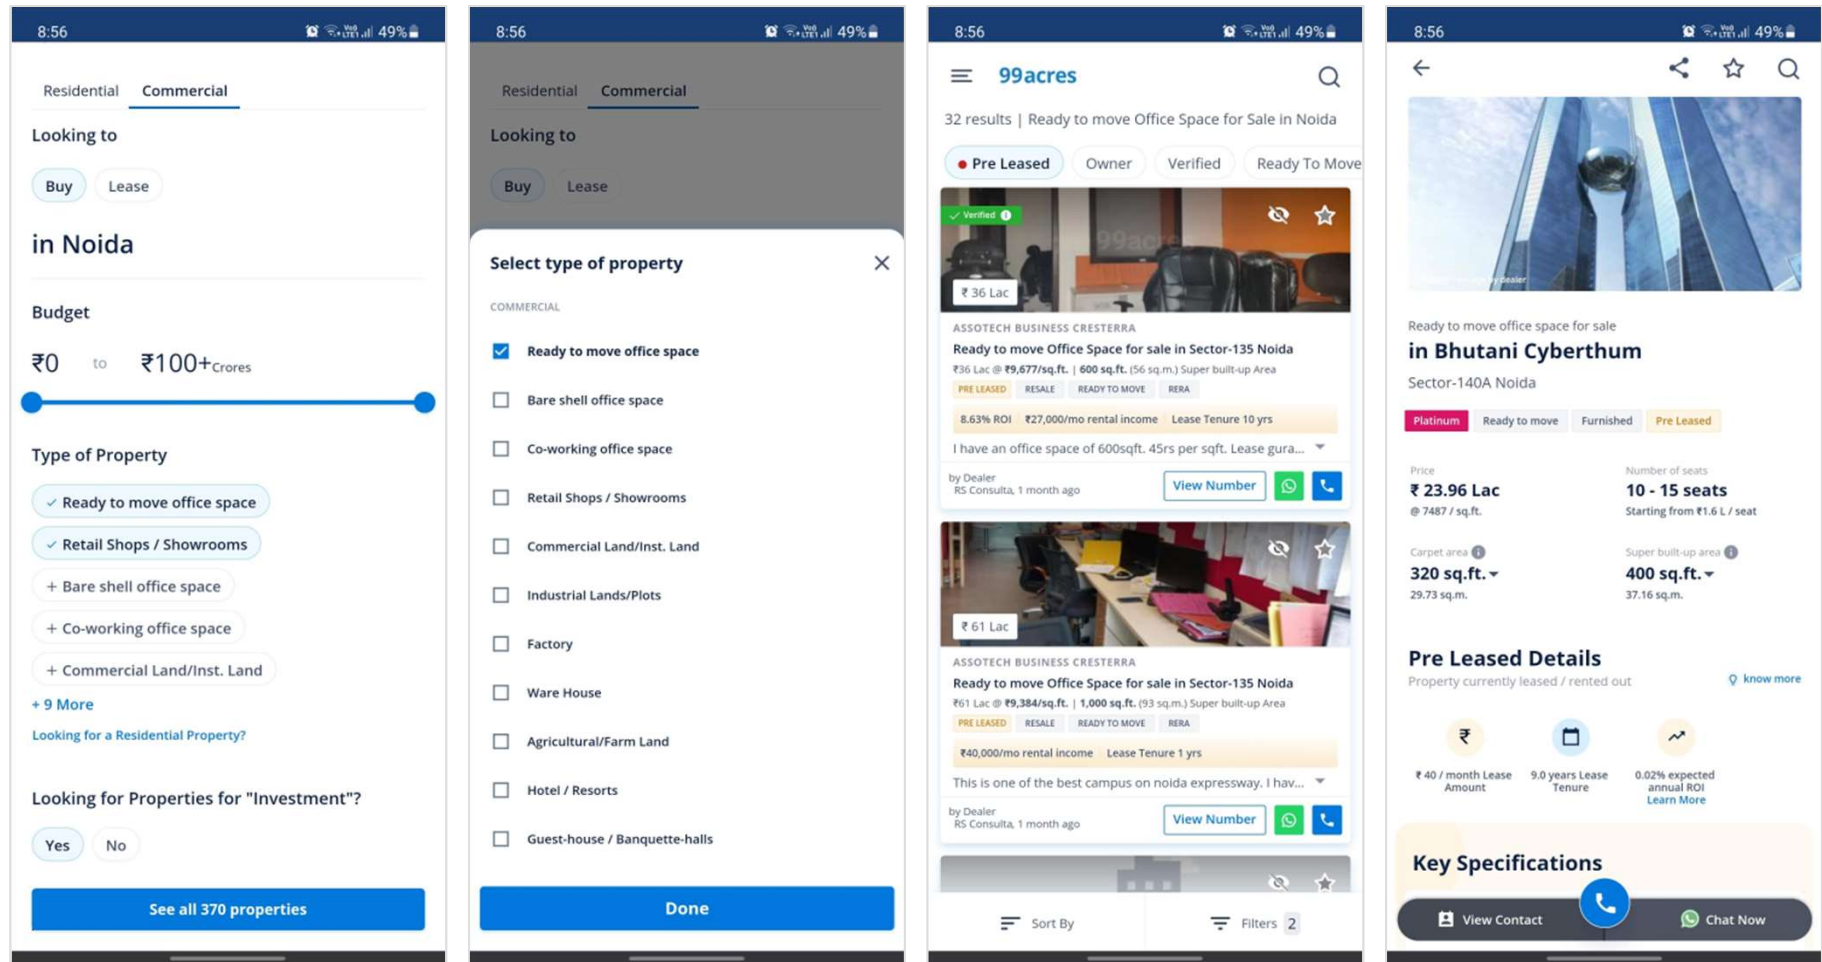 8:56
49%
Residential
Commercial
Looking to
Buy
Lease
in Noida
Budget
₹0 to ₹100+Crores
Type of Property
Ready to move office space
Retail Shops / Showrooms
+ Bare shell office space
+ Co-working office space
+ Commercial Land/Inst. Land
+ 9 More
Looking for a Residential Property?
Looking for Properties for "Investment"?
Yes
No
See all 370 properties
8:56
49%
Residential
Commercial
Looking to
Buy
Lease
Select type of property
COMMERCIAL
Ready to move office space
Bare shell office space
Co-working office space
Retail Shops / Showrooms
Commercial Land/Inst. Land
Industrial Lands/Plots
Factory
Ware House
Agricultural/Farm Land
Hotel / Resorts
Guest-house / Banquette-halls
Done
8:56
49%
99acres
32 results | Ready to move Office Space for Sale in Noida
Pre Leased
Owner
Verified
Ready To Move
Verified
99acres
₹ 36 Lac
ASSOTECH BUSINESS CRESTERRA
Ready to move Office Space for sale in Sector-135 Noida
₹36 Lac @ ₹9,677/sq.ft. | 600 sq.ft. (56 sq.m.) Super built-up Area
PRE LEASED RESALE READY TO MOVE RERA
8.63% ROI ₹27,000/mo rental income Lease Tenure 10 yrs
I have an office space of 600sqft. 45rs per sqft. Lease gura...
by Dealer
RS Consulta, 1 month ago
View Number
₹ 61 Lac
ASSOTECH BUSINESS CRESTERRA
Ready to move Office Space for sale in Sector-135 Noida
₹61 Lac @ ₹9,384/sq.ft. | 1,000 sq.ft. (93 sq.m.) Super built-up Area
PRE LEASED RESALE READY TO MOVE RERA
₹40,000/mo rental income Lease Tenure 1 yrs
This is one of the best campus on noida expressway. I hav...
by Dealer
RS Consulta, 1 month ago
View Number
Sort By
Filters 2
8:56
49%
by dealer
Ready to move office space for sale
in Bhutani Cyberthum
Sector-140A Noida
Platinum
Ready to move
Furnished
Pre Leased
Price
₹ 23.96 Lac
@ 7487 / sq.ft.
Number of seats
10 - 15 seats
Starting from ₹1.6 L / seat
Carpet area
320 sq.ft.
29.73 sq.m.
Super built-up area
400 sq.ft.
37.16 sq.m.
Pre Leased Details
Property currently leased / rented out
know more
₹ 40 / month Lease
Amount
9.0 years Lease
Tenure
0.02% expected
annual ROI
Learn More
Key Specifications
View Contact
Chat Now